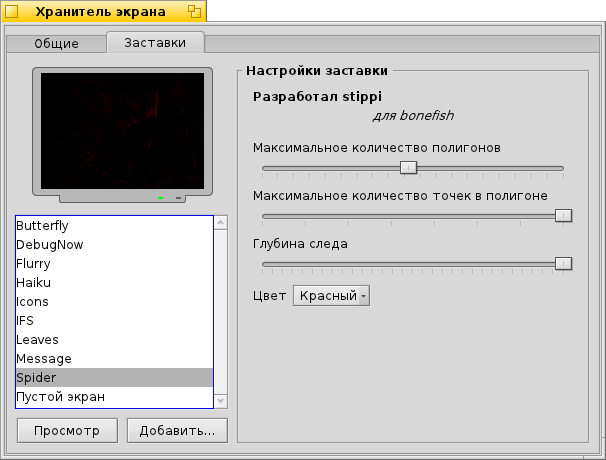 Хранитель экрана
Общие
Заставки
Butterfly
DebugNow
Flurry
Haiku
Icons
IFS
Leaves
Message
Spider
Пустой экран
Просмотр
Добавить...
Настройки заставки
Разработал stippi
для bonefish
Максимальное количество полигонов
Максимальное количество точек в полигоне
Глубина следа
Цвет Красный